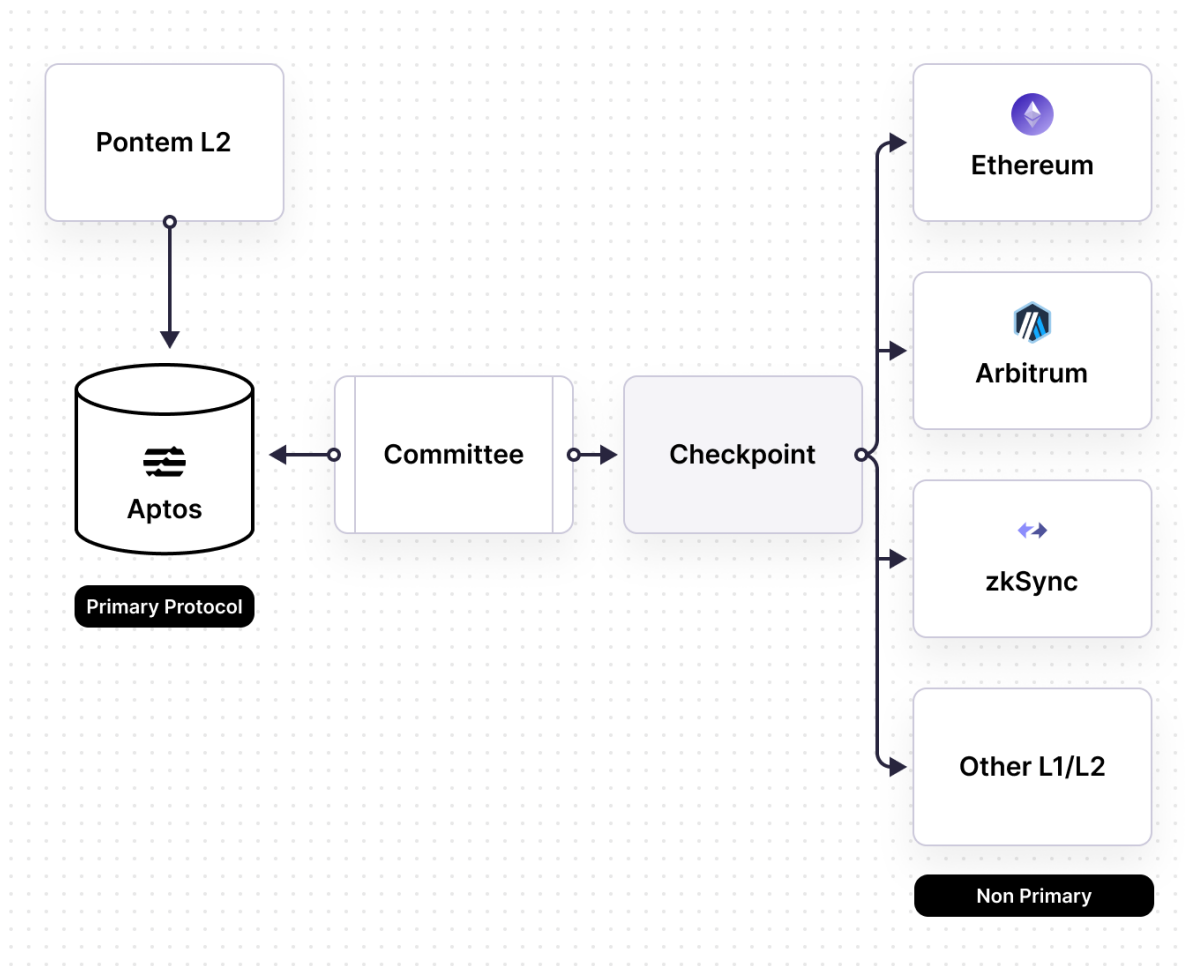 Pontem L2
Aptos
Primary Protocol
Committee
Checkpoint
Ethereum
Arbitrum
zkSync
Other L1/L2
Non Primary